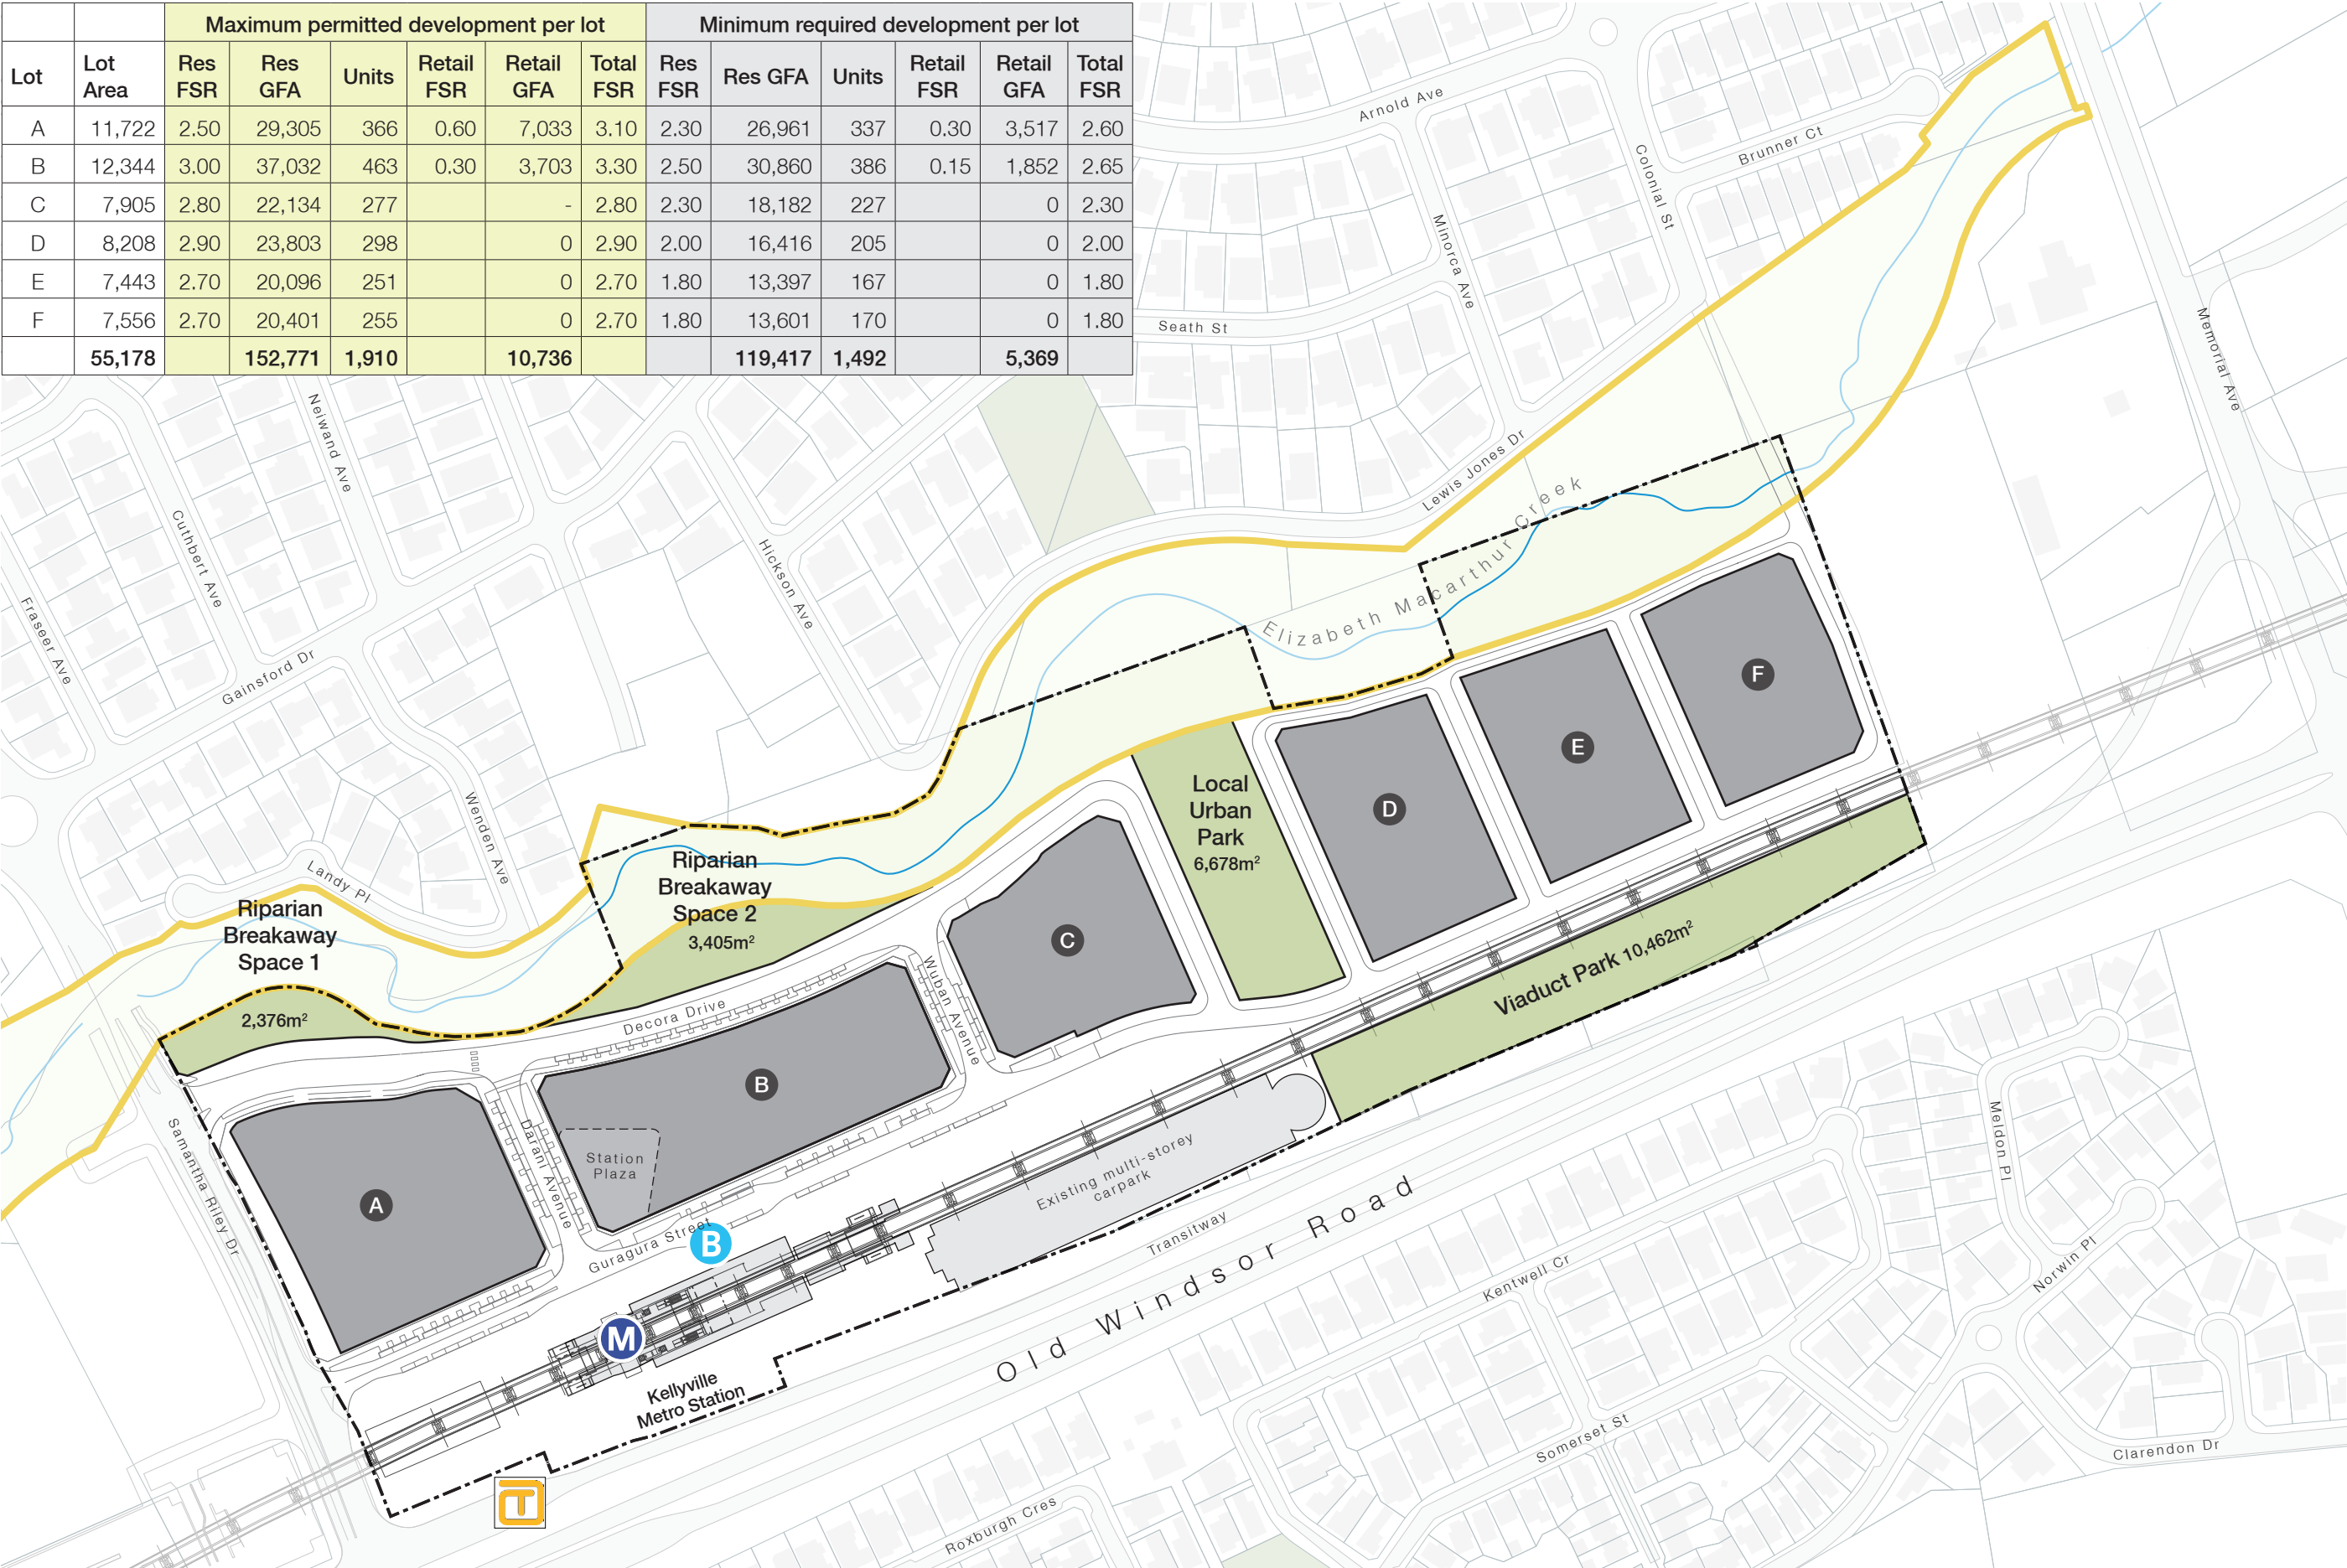 Maximum permitted development per lot Minimum required development per lot
Lot Lot Area Res FSR Res GFA Units Retail FSR Retail GFA Total FSR Res FSR Res GFA Units Retail FSR Retail GFA Total FSR
A 11,722 2.50 29,305 366 0.60 7,033 3.10 2.30 26,961 337 0.30 3,517 2.60
B 12,344 3.00 37,032 463 0.30 3,703 3.30 2.50 30,860 386 0.15 1,852 2.65
C 7,905 2.80 22,134 277 - 2.80 2.30 18,182 227 0 2.30
D 8,208 2.90 23,803 298 0 2.90 2.00 16,416 205 0 2.00
E 7,443 2.70 20,096 251 0 2.70 1.80 13,397 167 0 1.80
F 7,556 2.70 20,401 255 0 2.70 1.80 13,601 170 0 1.80
55,178 152,771 1,910 10,736 119,417 1,492 5,369
Arnold Ave
Brunner Ct
Colonial St
Minorca Ave
Seath St
Memorial Ave
Neiwand Ave
Cuthbert Ave
Fraseer Ave
Gainsford Dr
Hickson Ave
Lewis Jones Dr
Elizabeth Macarthur Creek
Wenden Ave
Landy Pl
Riparian
Breakaway
Space 1
2,376m²
Riparian
Breakaway
Space 2
3,405m²
Local
Urban
Park
6,678m²
F
E
D
C
B
A
Viaduct Park 10,462m²
Decora Drive
Wuban Avenue
Darani Avenue
Station
Plaza
Guragura Street
B
M
Kellyville
Metro Station
T
Existing multi-storey
carpark
Transitway
Old Windsor Road
Samantha Riley Dr
Kentwell Cr
Meldon Pl
Norwin Pl
Somerset St
Clarendon Dr
Roxburgh Cres